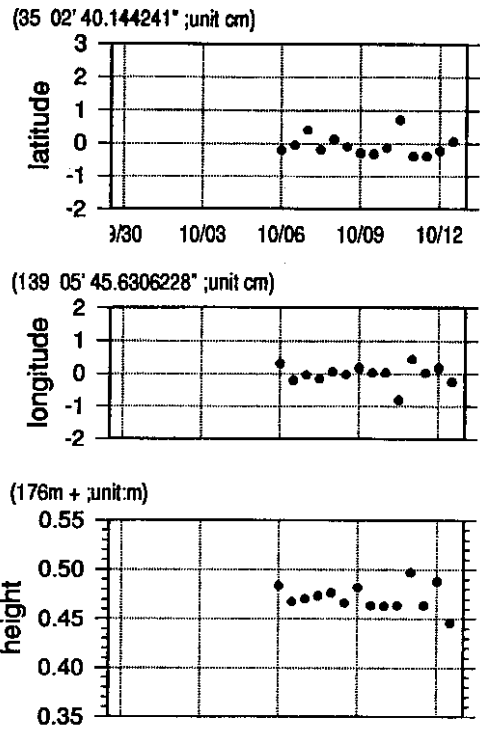 (35 02' 40.144241" ;unit cm)
3
2
1
0
-1
-2
latitude
9/30 10/03 10/06 10/09 10/12
(139 05' 45.6306228" ;unit cm)
2
1
0
-1
-2
longitude
(176m + ;unit:m)
0.55
0.50
0.45
0.40
0.35
height